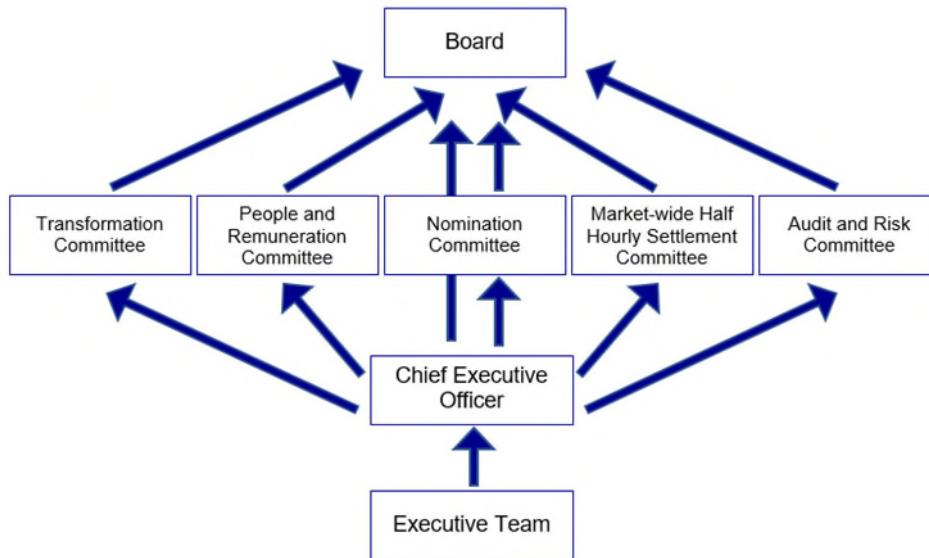 Board
Transformation
Committee
People and
Remuneration
Committee
Nomination
Committee
Market-wide Half
Hourly Settlement
Committee
Audit and Risk
Committee
Chief Executive
Officer
Executive Team